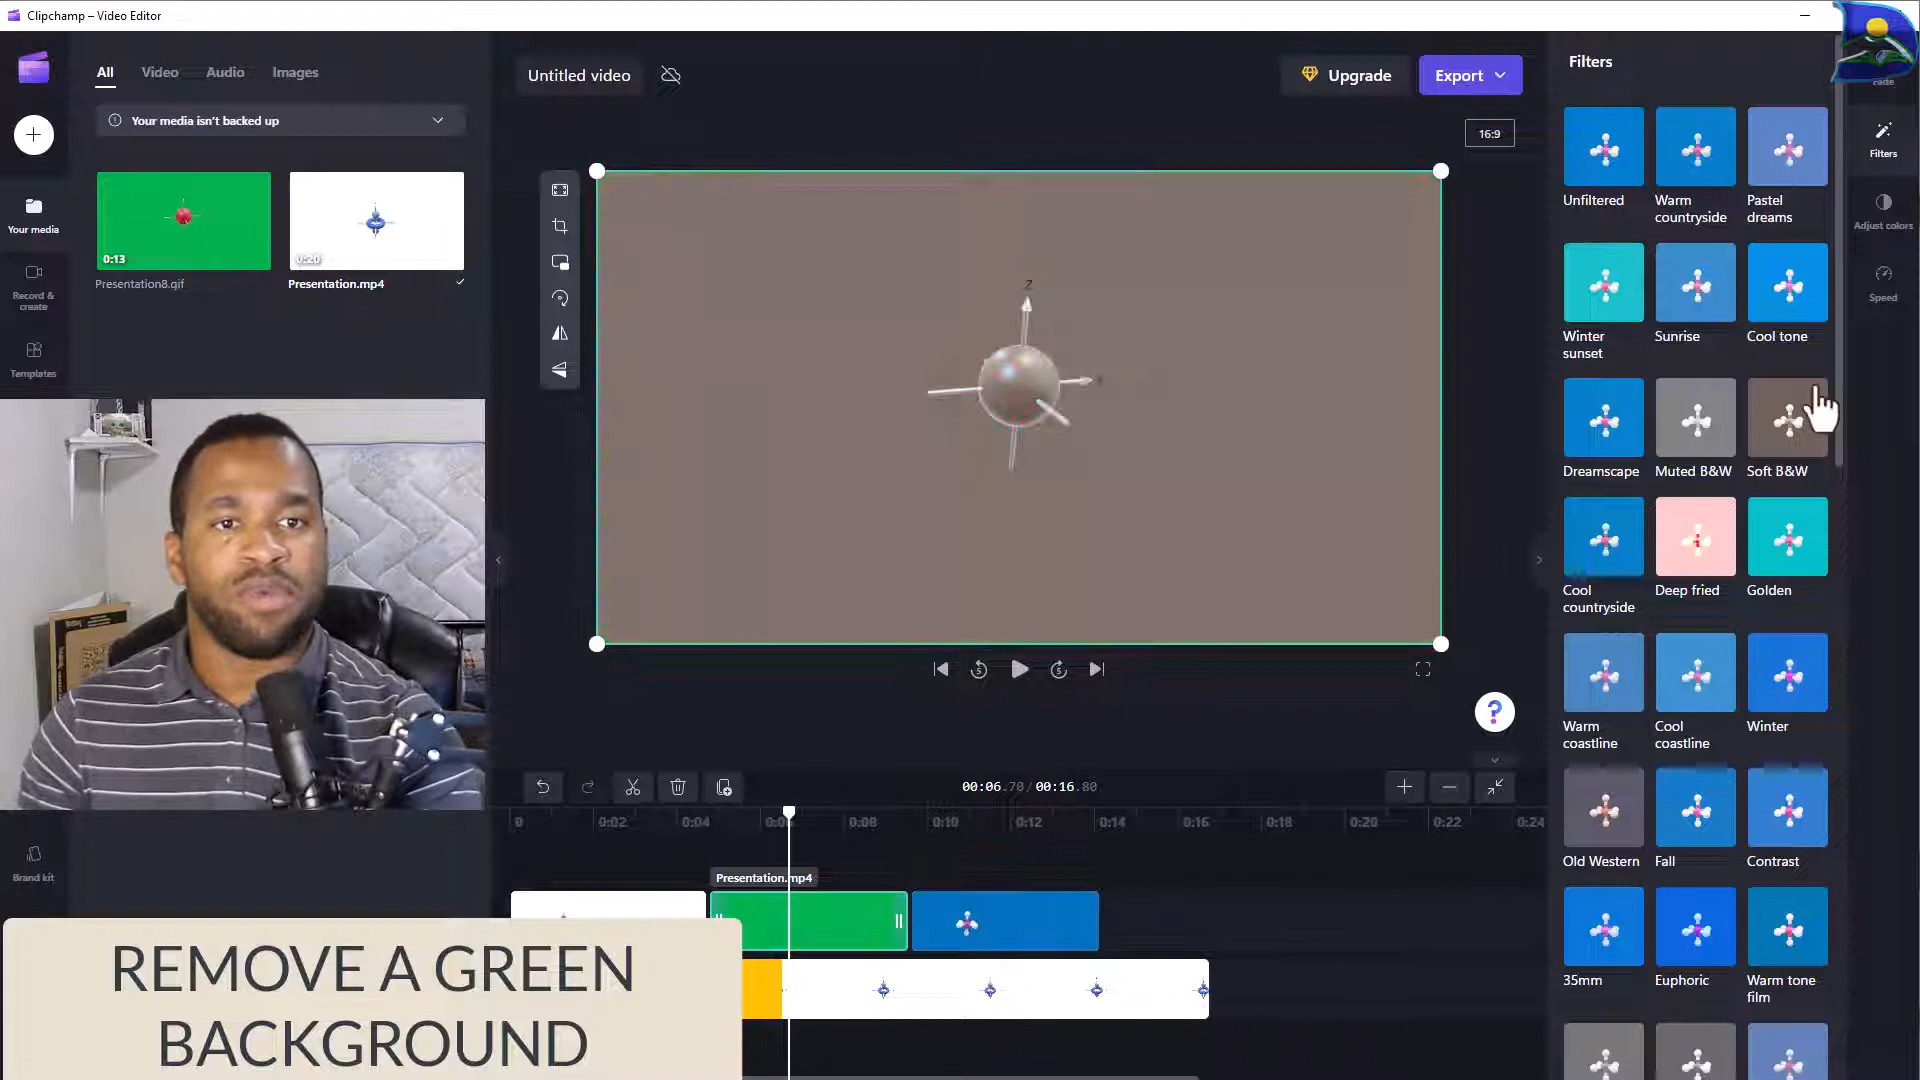 Clipchamp – Video Editor
All
Video
Audio
Images
Your media isn't backed up
0:13
Presentation8.gif
0:20
Presentation.mp4
Your media
Record & create
Templates
Brand kit
Untitled video
Upgrade
Export
16:9
Z
5
5
?
00:06.70 / 00:16.80
0
0:02
0:04
0:08
0:10
0:12
0:14
0:16
0:18
0:20
0:22
0:24
Presentation.mp4
REMOVE A GREEN
BACKGROUND
Filters
Unfiltered
Warm countryside
Pastel dreams
Winter sunset
Sunrise
Cool tone
Dreamscape
Muted B&W
Soft B&W
Cool countryside
Deep fried
Golden
Warm coastline
Cool coastline
Winter
Old Western
Fall
Contrast
35mm
Euphoric
Warm tone film
Fade
Filters
Adjust colors
Speed